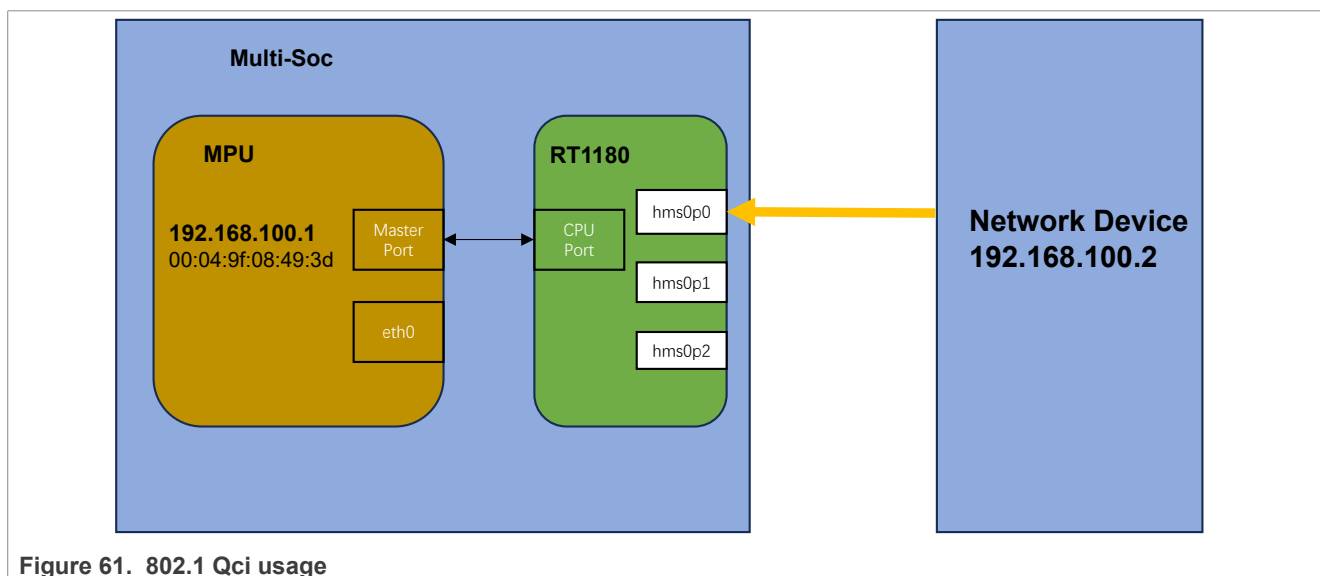 Multi-Soc
MPU
192.168.100.1
00:04:9f:08:49:3d
Master
Port
eth0
RT1180
CPU
Port
hms0p0
hms0p1
hms0p2
Network Device
192.168.100.2
Figure 61. 802.1 Qci usage